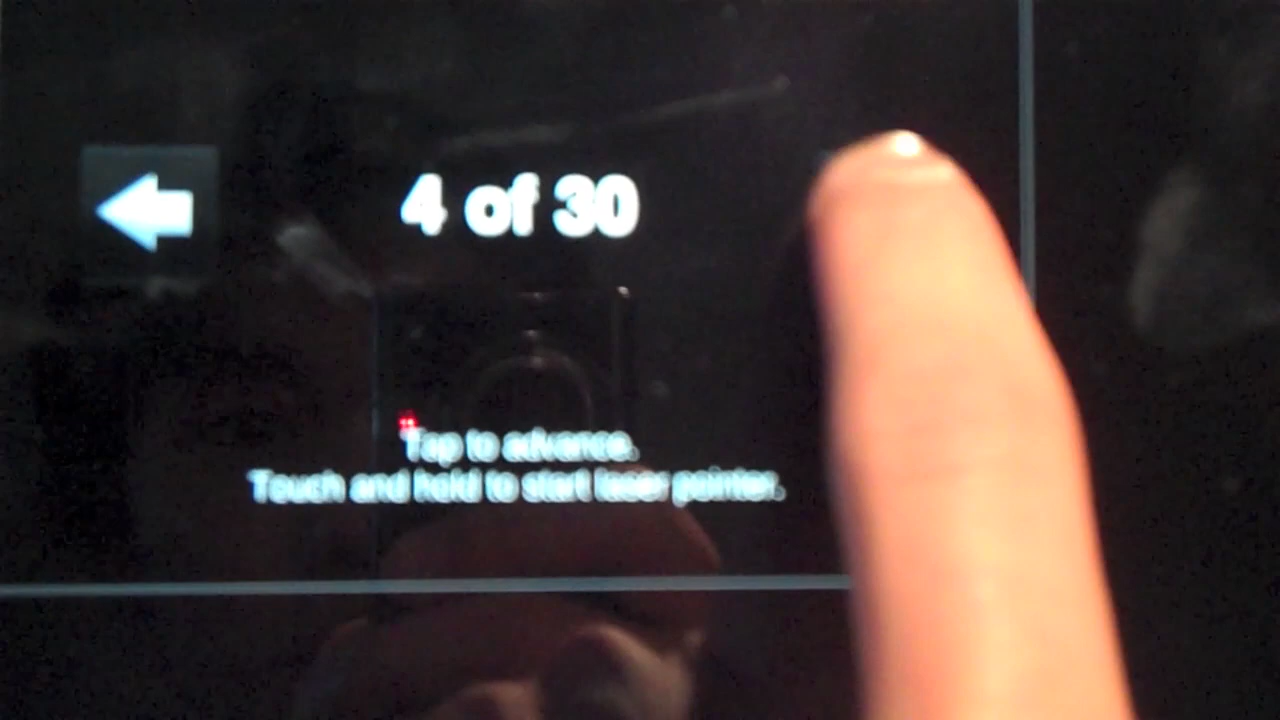 4 of 30
Tap to advance.
Touch and hold to start laser pointer.